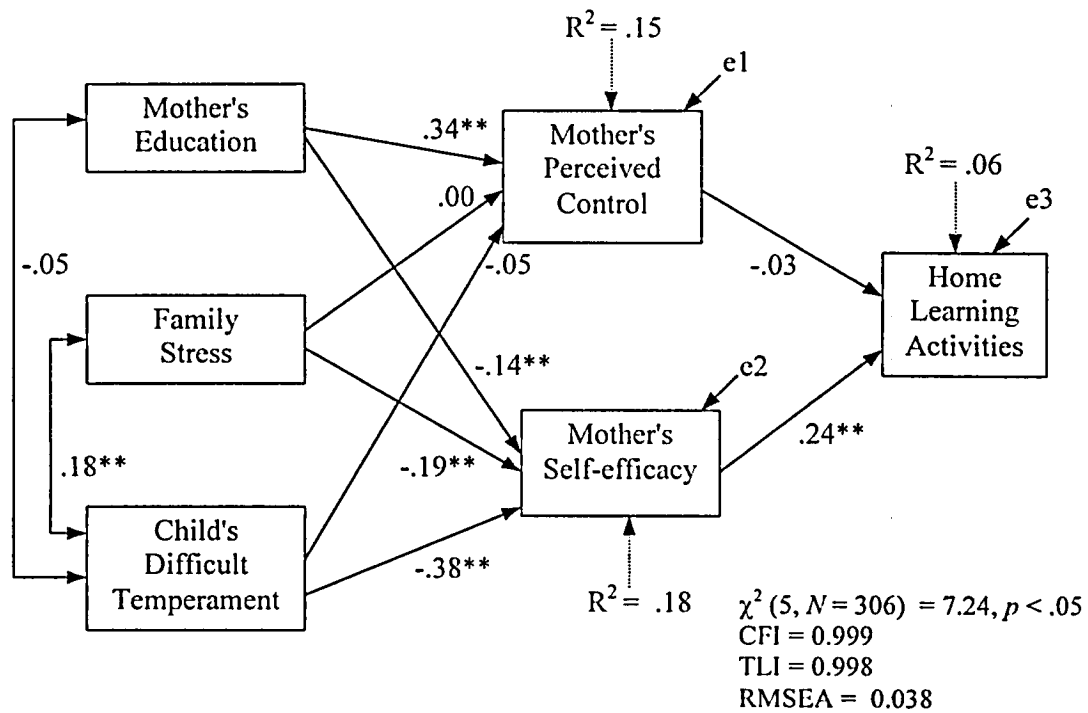 R² = .15
e1
Mother's
Education
.34**
Mother's
Perceived
Control
R² = .06
e3
.00
-.05
-.05
-.03
Home
Learning
Activities
Family
Stress
-.14**
e2
.18**
-.19**
Mother's
Self-efficacy
.24**
Child's
Difficult
Temperament
-.38**
R² = .18
χ² (5, N = 306) = 7.24, p < .05
CFI = 0.999
TLI = 0.998
RMSEA = 0.038